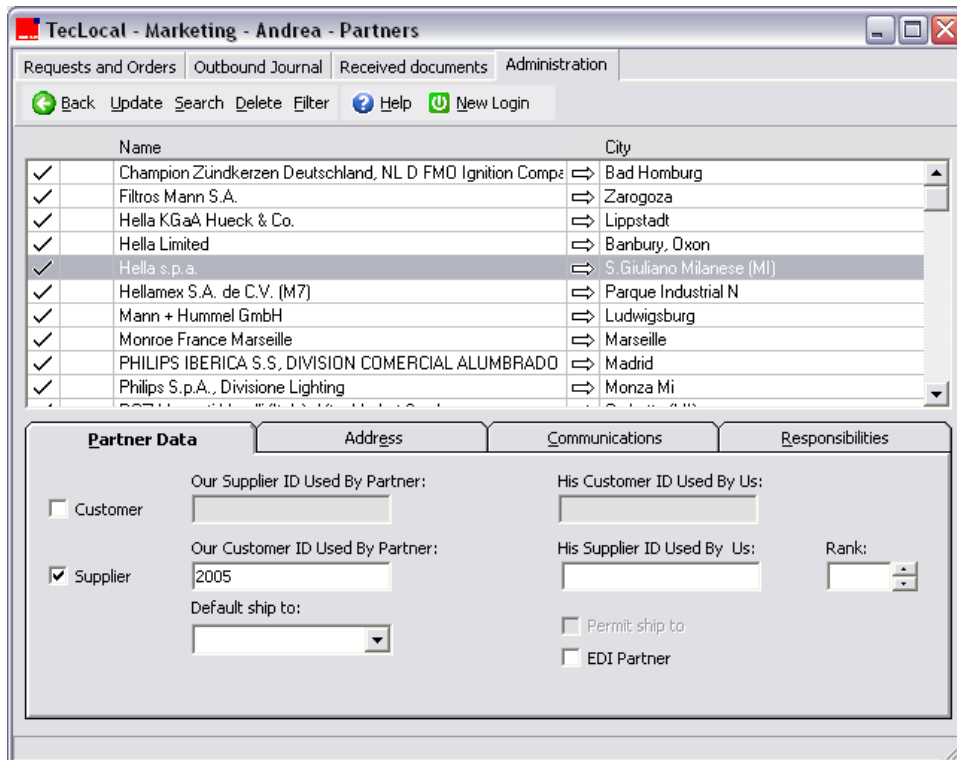 TecLocal - Marketing - Andrea - Partners
Requests and Orders Outbound Journal Received documents Administration
Back Update Search Delete Filter Help New Login
Name City
Champion Zündkerzen Deutschland, NL D FMO Ignition Compa Bad Homburg
Filtros Mann S.A. Zarogoza
Hella KGaA Hueck & Co. Lippstadt
Hella Limited Banbury, Oxon
Hella s.p.a. S.Giuliano Milanese (MI)
Hellamex S.A. de C.V. (M7) Parque Industrial N
Mann + Hummel GmbH Ludwigsburg
Monroe France Marseille Marseille
PHILIPS IBERICA S.S, DIVISION COMERCIAL ALUMBRADO Madrid
Philips S.p.A., Divisione Lighting Monza Mi
Partner Data Address Communications Responsibilities
Our Supplier ID Used By Partner: His Customer ID Used By Us:
Customer
Our Customer ID Used By Partner: His Supplier ID Used By Us: Rank:
Supplier 2005
Default ship to:
Permit ship to
EDI Partner